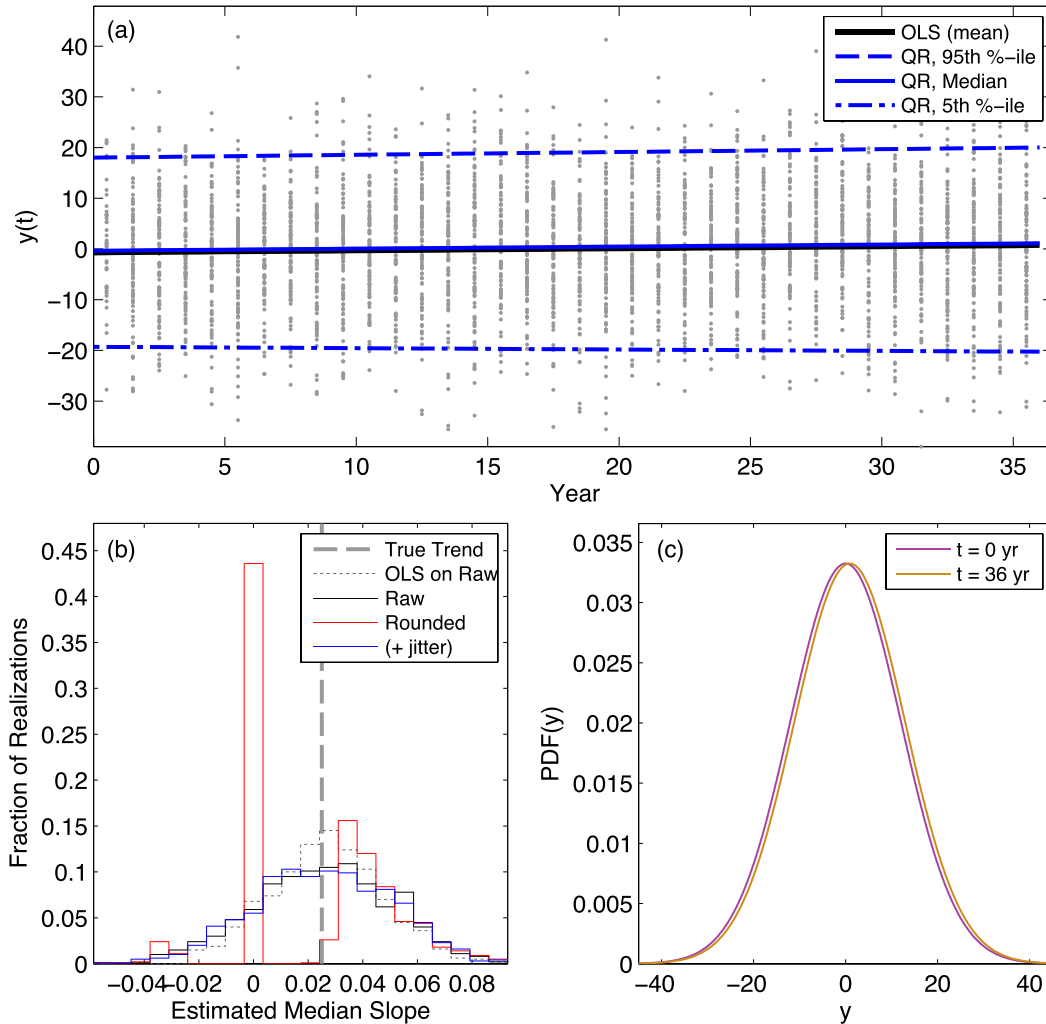 (a)
OLS (mean)
QR, 95th %-ile
QR, Median
QR, 5th %-ile
40
30
20
10
0
−10
−20
−30
y(t)
0 5 10 15 20 25 30 35
Year
(b)
True Trend
OLS on Raw
Raw
Rounded
(+ jitter)
0.45
0.4
0.35
0.3
0.25
0.2
0.15
0.1
0.05
0
Fraction of Realizations
−0.04 −0.02 0 0.02 0.04 0.06 0.08
Estimated Median Slope
(c)
t = 0 yr
t = 36 yr
0.035
0.03
0.025
0.02
0.015
0.01
0.005
0
PDF(y)
−40 −20 0 20 40
y